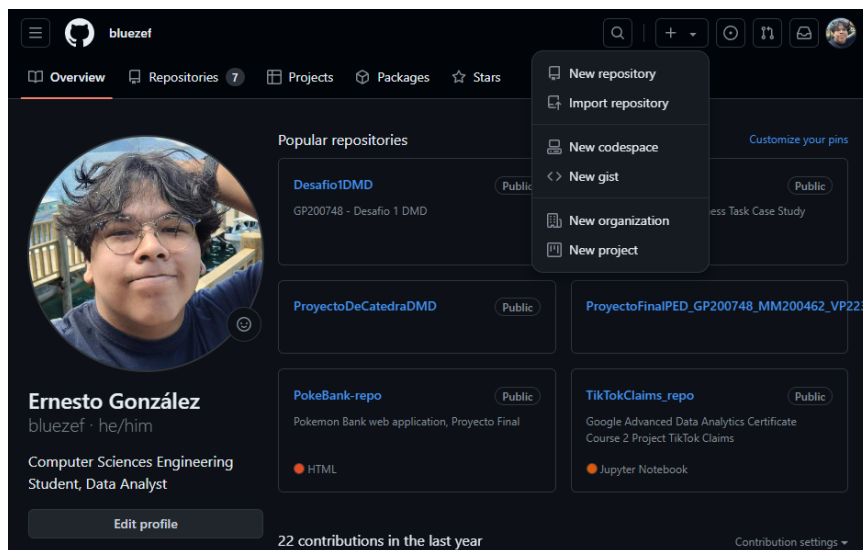 bluezef
Overview
Repositories 7
Projects
Packages
Stars
New repository
Import repository
New codespace
New gist
New organization
New project
Popular repositories
Customize your pins
Desafio1DMD
Public
GP200748 - Desafio 1 DMD
Public
Task Case Study
ProyectoDeCatedraDMD
Public
ProyectoFinalPED_GP200748_MM200462_VP223
PokeBank-repo
Public
Pokemon Bank web application, Proyecto Final
HTML
TikTokClaims_repo
Public
Google Advanced Data Analytics Certificate
Course 2 Project TikTok Claims
Jupyter Notebook
Ernesto González
bluezef · he/him
Computer Sciences Engineering
Student, Data Analyst
Edit profile
22 contributions in the last year
Contribution settings